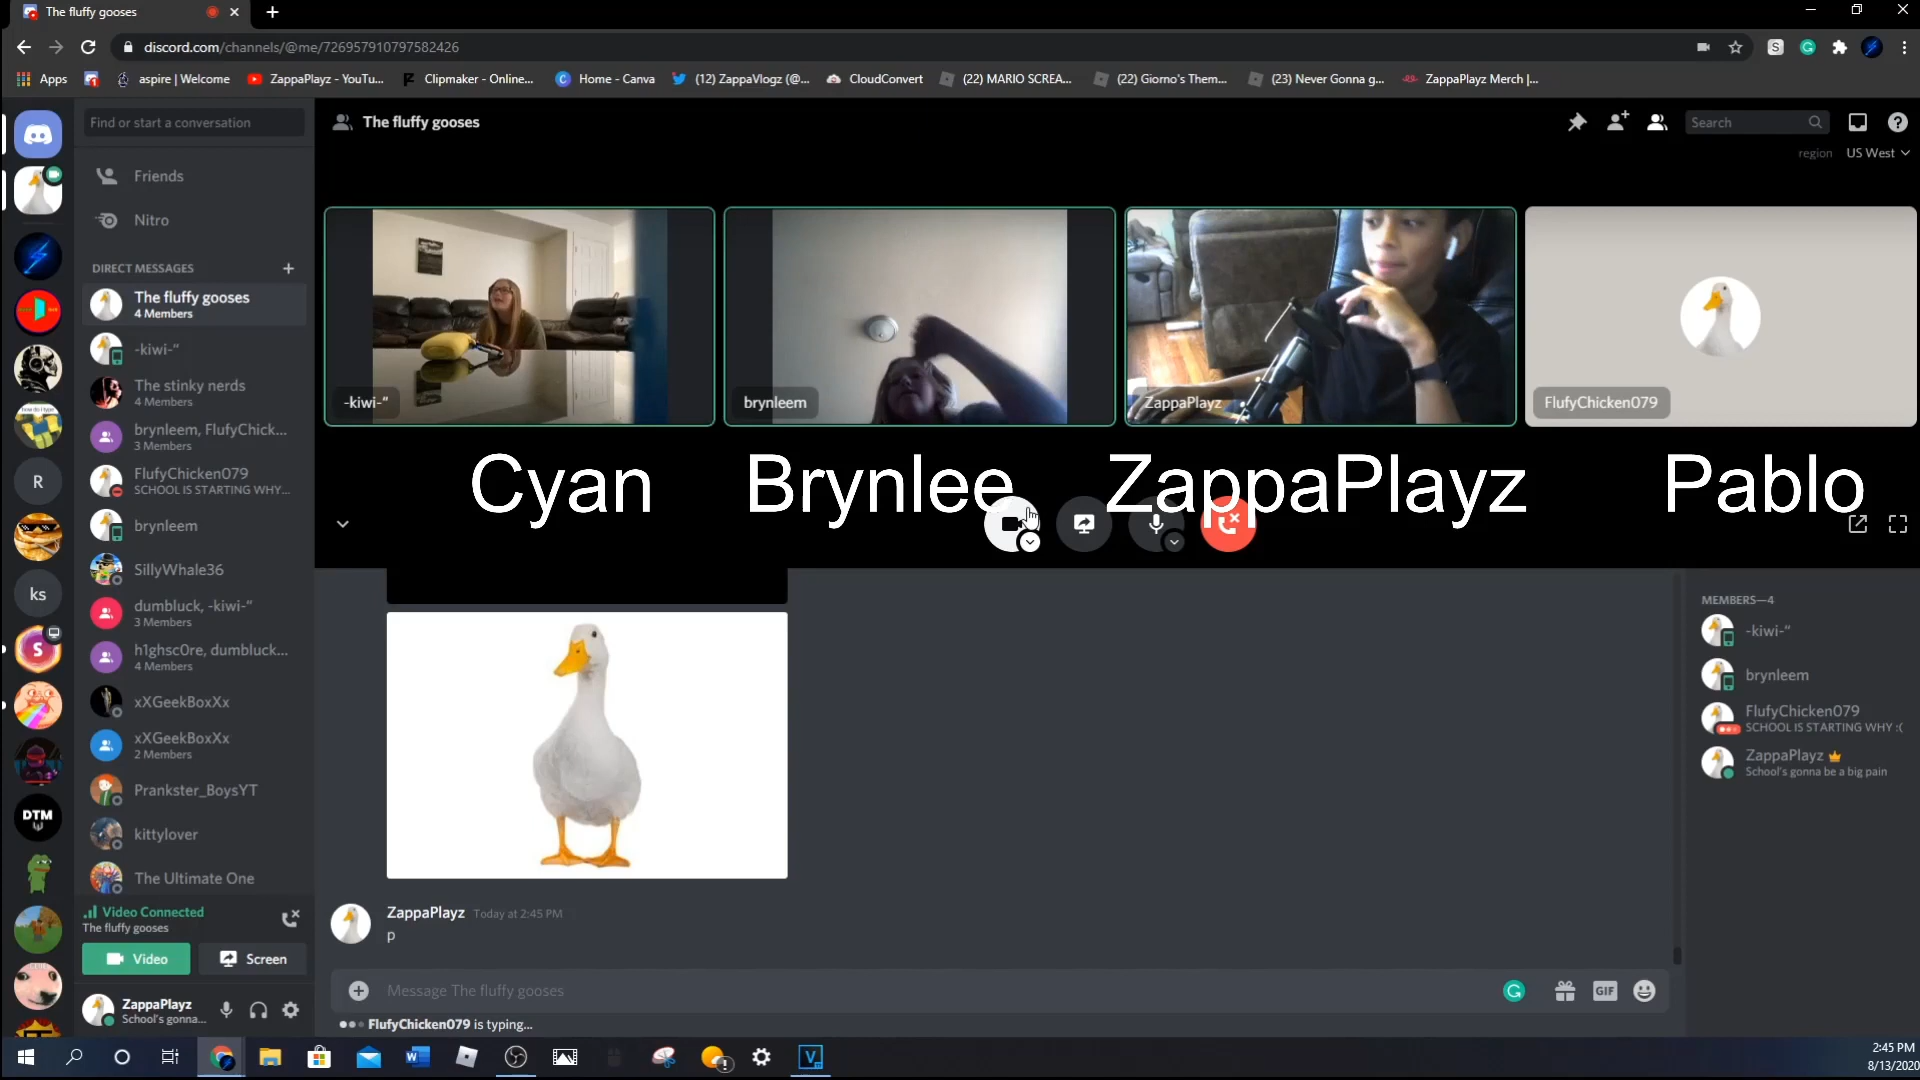 The fluffy gooses
discord.com/channels/@me/726957910797582426
Apps
aspire | Welcome
ZappaPlayz - YouTu...
Clipmaker - Online...
Home - Canva
(12) ZappaVlogz (@...
CloudConvert
(22) MARIO SCREA...
(22) Giorno's Them...
(23) Never Gonna g...
ZappaPlayz Merch |...
Find or start a conversation
The fluffy gooses
Search
region US West
Friends
Nitro
DIRECT MESSAGES
The fluffy gooses
4 Members
-kiwi-“
The stinky nerds
4 Members
brynleem, FlufyChick...
3 Members
FlufyChicken079
SCHOOL IS STARTING WHY...
brynleem
SillyWhale36
dumbluck, -kiwi-“
3 Members
h1ghsc0re, dumbluck...
4 Members
xXGeekBoxXx
xXGeekBoxXx
2 Members
Prankster_BoysYT
kittylover
The Ultimate One
R
ks
S
DTM
Video Connected
The fluffy gooses
Video
Screen
ZappaPlayz
School's gonna...
-kiwi-“
brynleem
ZappaPlayz
FlufyChicken079
Cyan Brynlee ZappaPlayz Pablo
ZappaPlayz Today at 2:45 PM
p
Message The fluffy gooses
GIF
FlufyChicken079 is typing...
MEMBERS—4
-kiwi-“
brynleem
FlufyChicken079
SCHOOL IS STARTING WHY :(
ZappaPlayz
School's gonna be a big pain
2:45 PM
8/13/2020